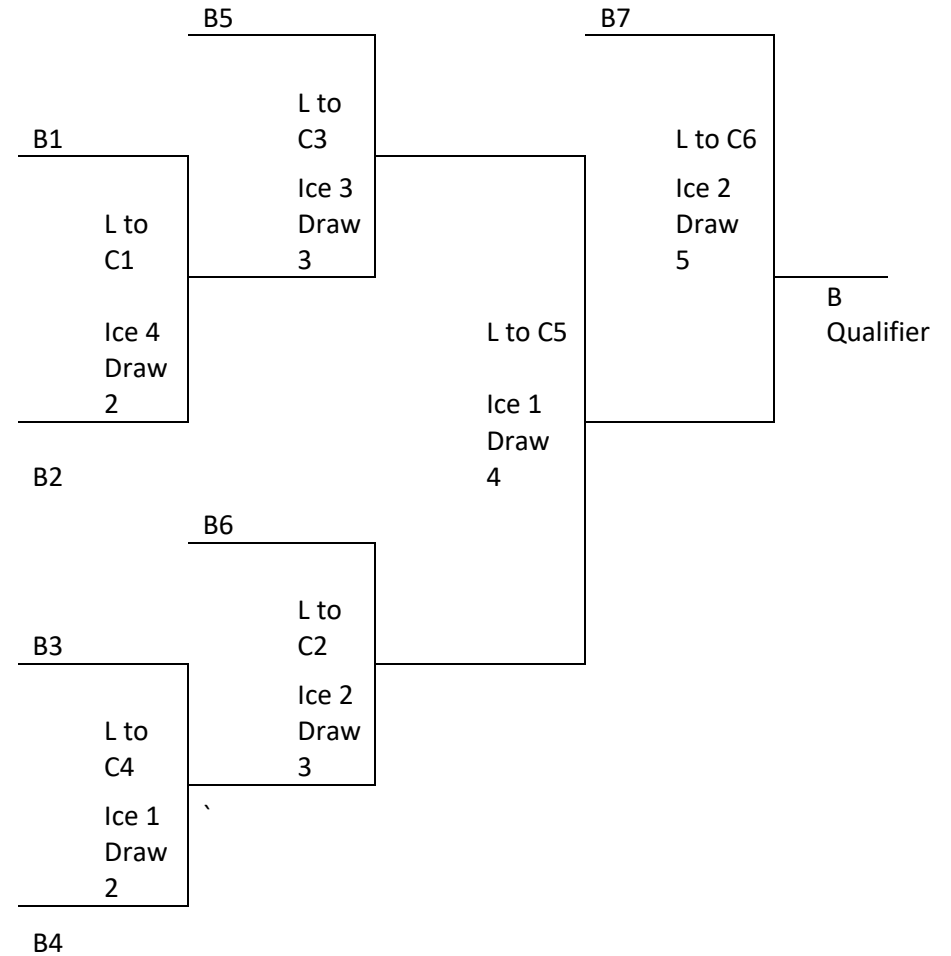 B5
B7
L to
C3
B1
L to C6
Ice 3
Draw
3
Ice 2
Draw
5
L to
C1
B
Qualifier
Ice 4
Draw
2
L to C5
Ice 1
Draw
4
B2
B6
L to
C2
B3
Ice 2
Draw
3
L to
C4
Ice 1
Draw
2
`
B4